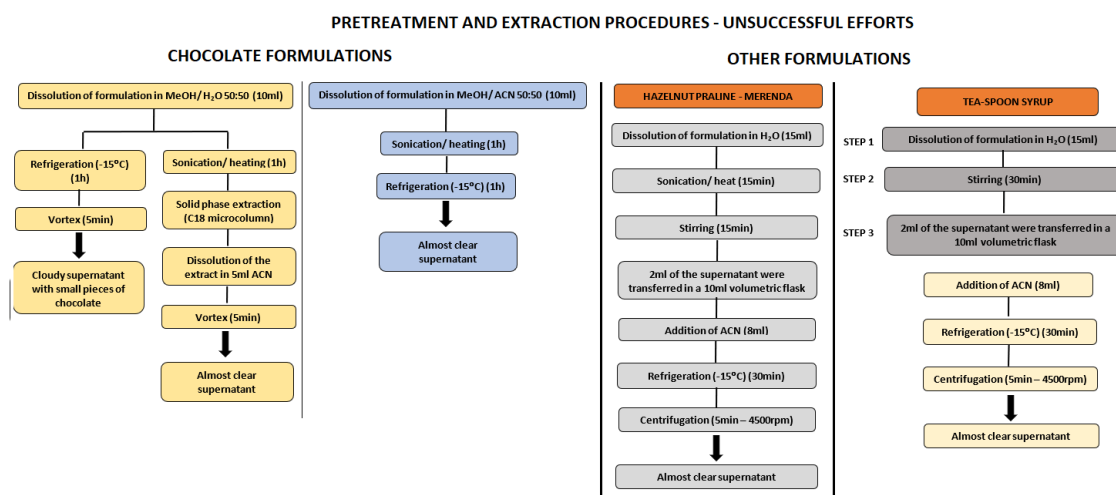 PRETREATMENT AND EXTRACTION PROCEDURES - UNSUCCESSFUL EFFORTS
CHOCOLATE FORMULATIONS
Dissolution of formulation in MeOH/H₂O 50:50 (10ml)
Refrigeration (-15°C)
(1h)
Vortex (5min)
Cloudy supernatant
with small pieces of
chocolate
Sonication/ heating (1h)
Solid phase extraction
(C18 microcolumn)
Dissolution of the
extract in 5ml ACN
Vortex (5min)
Almost clear
supernatant
Dissolution of formulation in MeOH/ ACN 50:50 (10ml)
Sonication/ heating (1h)
Refrigeration (-15°C) (1h)
Almost clear
supernatant
OTHER FORMULATIONS
HAZELNUT PRALINE - MERENDA
Dissolution of formulation in H₂O (15ml)
Sonication/ heat (15min)
Stirring (15min)
2ml of the supernatant were
transferred in a 10ml volumetric flask
Addition of ACN (8ml)
Refrigeration (-15°C) (30min)
Centrifugation (5min – 4500rpm)
Almost clear supernatant
TEA-SPOON SYRUP
STEP 1
Dissolution of formulation in H₂O (15ml)
STEP 2
Stirring (30min)
STEP 3
2ml of the supernatant were transferred in a
10ml volumetric flask
Addition of ACN (8ml)
Refrigeration (-15°C) (30min)
Centrifugation (5min – 4500rpm)
Almost clear supernatant